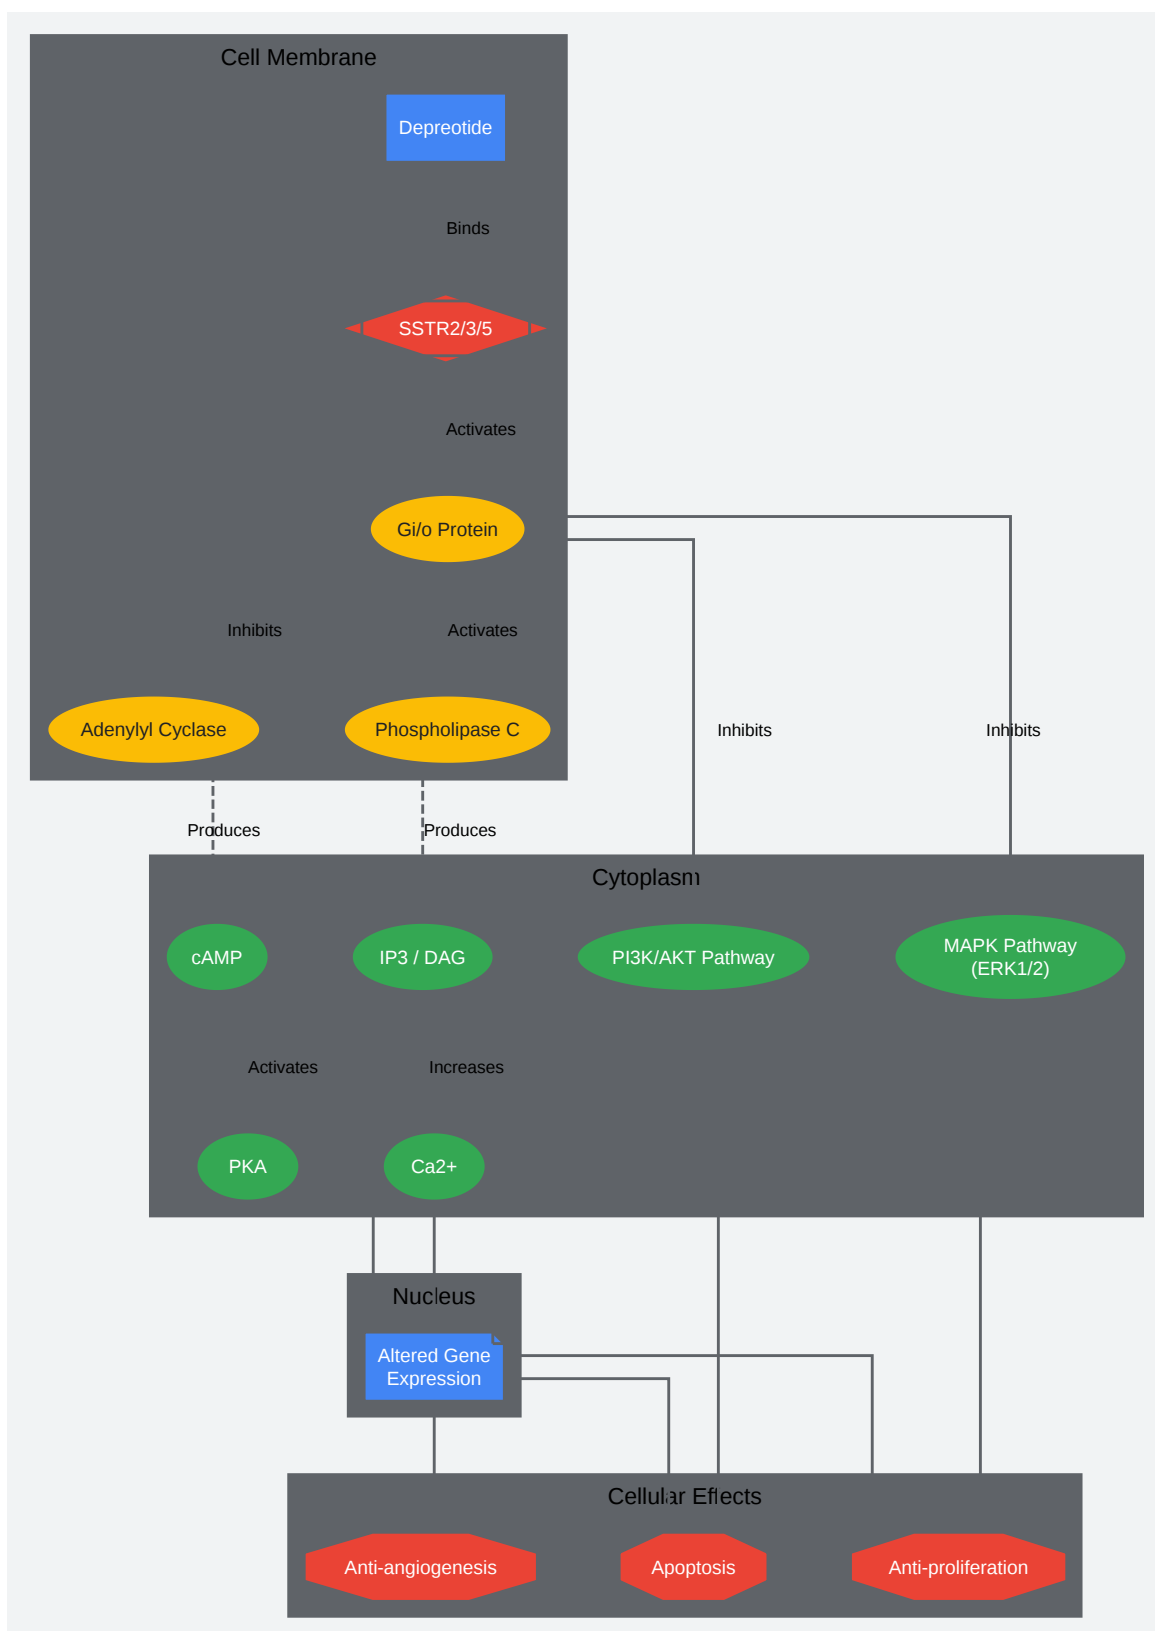 Cell Membrane
Depreotide
Binds
SSTR2/3/5
Activates
Gi/o Protein
Inhibits
Activates
Adenylyl Cyclase
Phospholipase C
Inhibits
Inhibits
Produces
Produces
Cytoplasm
cAMP
IP3 / DAG
PI3K/AKT Pathway
MAPK Pathway
(ERK1/2)
Activates
Increases
PKA
Ca2+
Nucleus
Altered Gene
Expression
Cellular Effects
Anti-angiogenesis
Apoptosis
Anti-proliferation